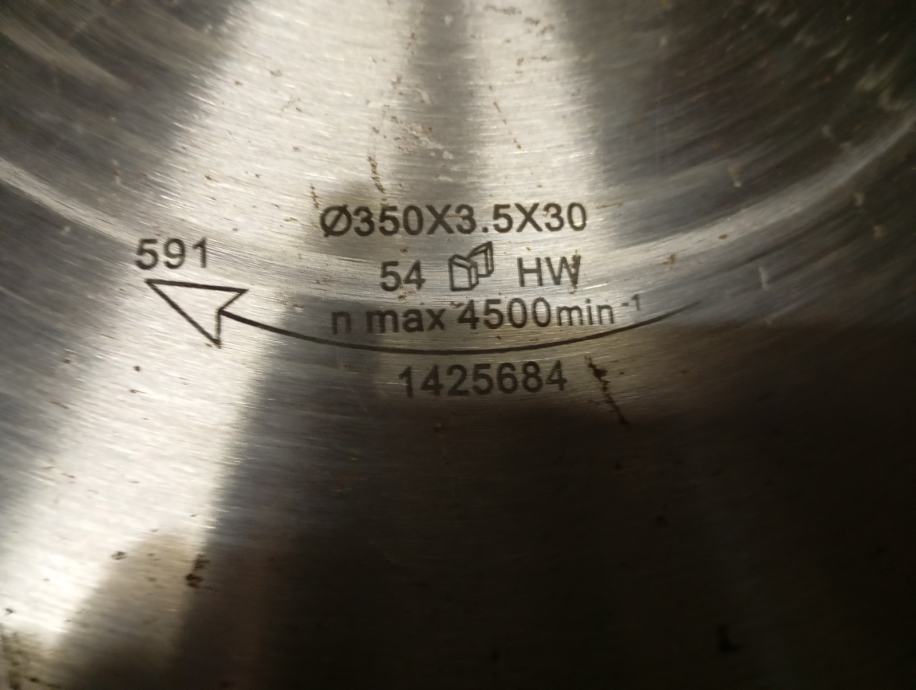 Ø350X3.5X30
591
54 HW
n max 4500min⁻¹
1425684